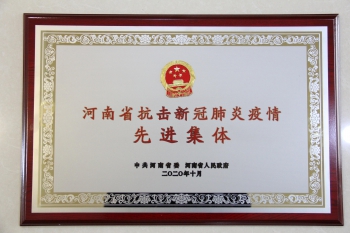 河南省抗击新冠肺炎疫情
先进集体
中共河南省委 河南省人民政府
二〇二〇年十月